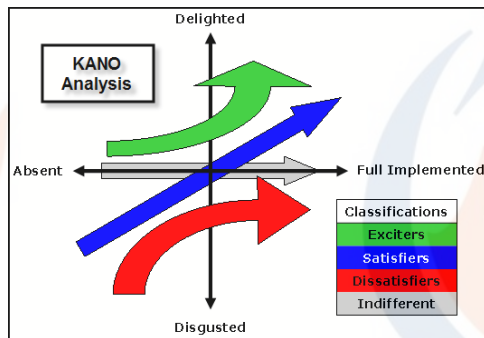 Delighted
KANO
Analysis
Absent
Full Implemented
Classifications
Exciters
Satisfiers
Dissatisfiers
Indifferent
Disgusted